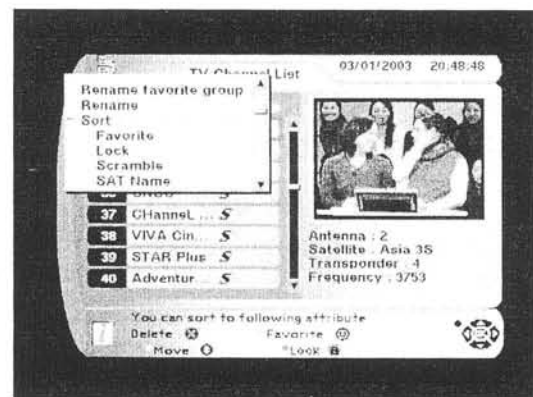 TV Channel List
03/01/2003 20:48:48
Rename favorite group
Rename
Sort
Favorite
Lock
Scramble
SAT Name
37 CHanneL ... S
38 VIVA Cin... S
39 STAR Plus S
40 Adventur... S
Antenna : 2
Satellite : Asia 3S
Transponder : 4
Frequency : 3753
You can sort to following attribute
Delete Favorite
Move Lock